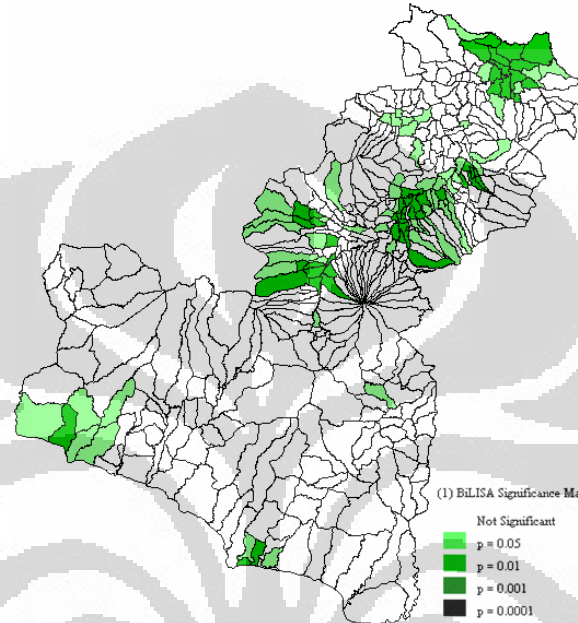 (1) BiLISA Significance Ma
Not Significant
p = 0.05
p = 0.01
p = 0.001
p = 0.0001